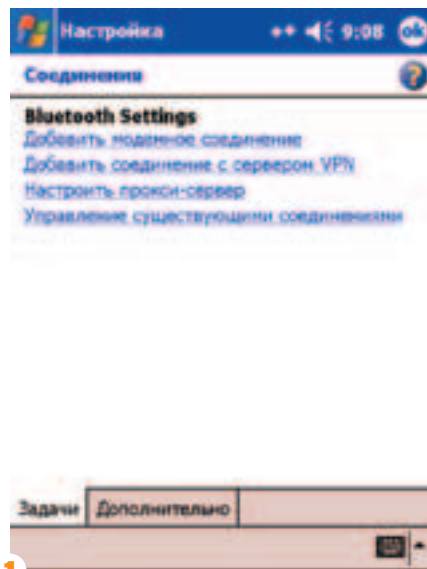 Настройка 9:08 ok
Соединения ?
Bluetooth Settings
Добавить модемное соединение
Добавить соединение с сервером VPN
Настроить прокси-сервер
Управление существующими соединениями
Задачи Дополнительно
1